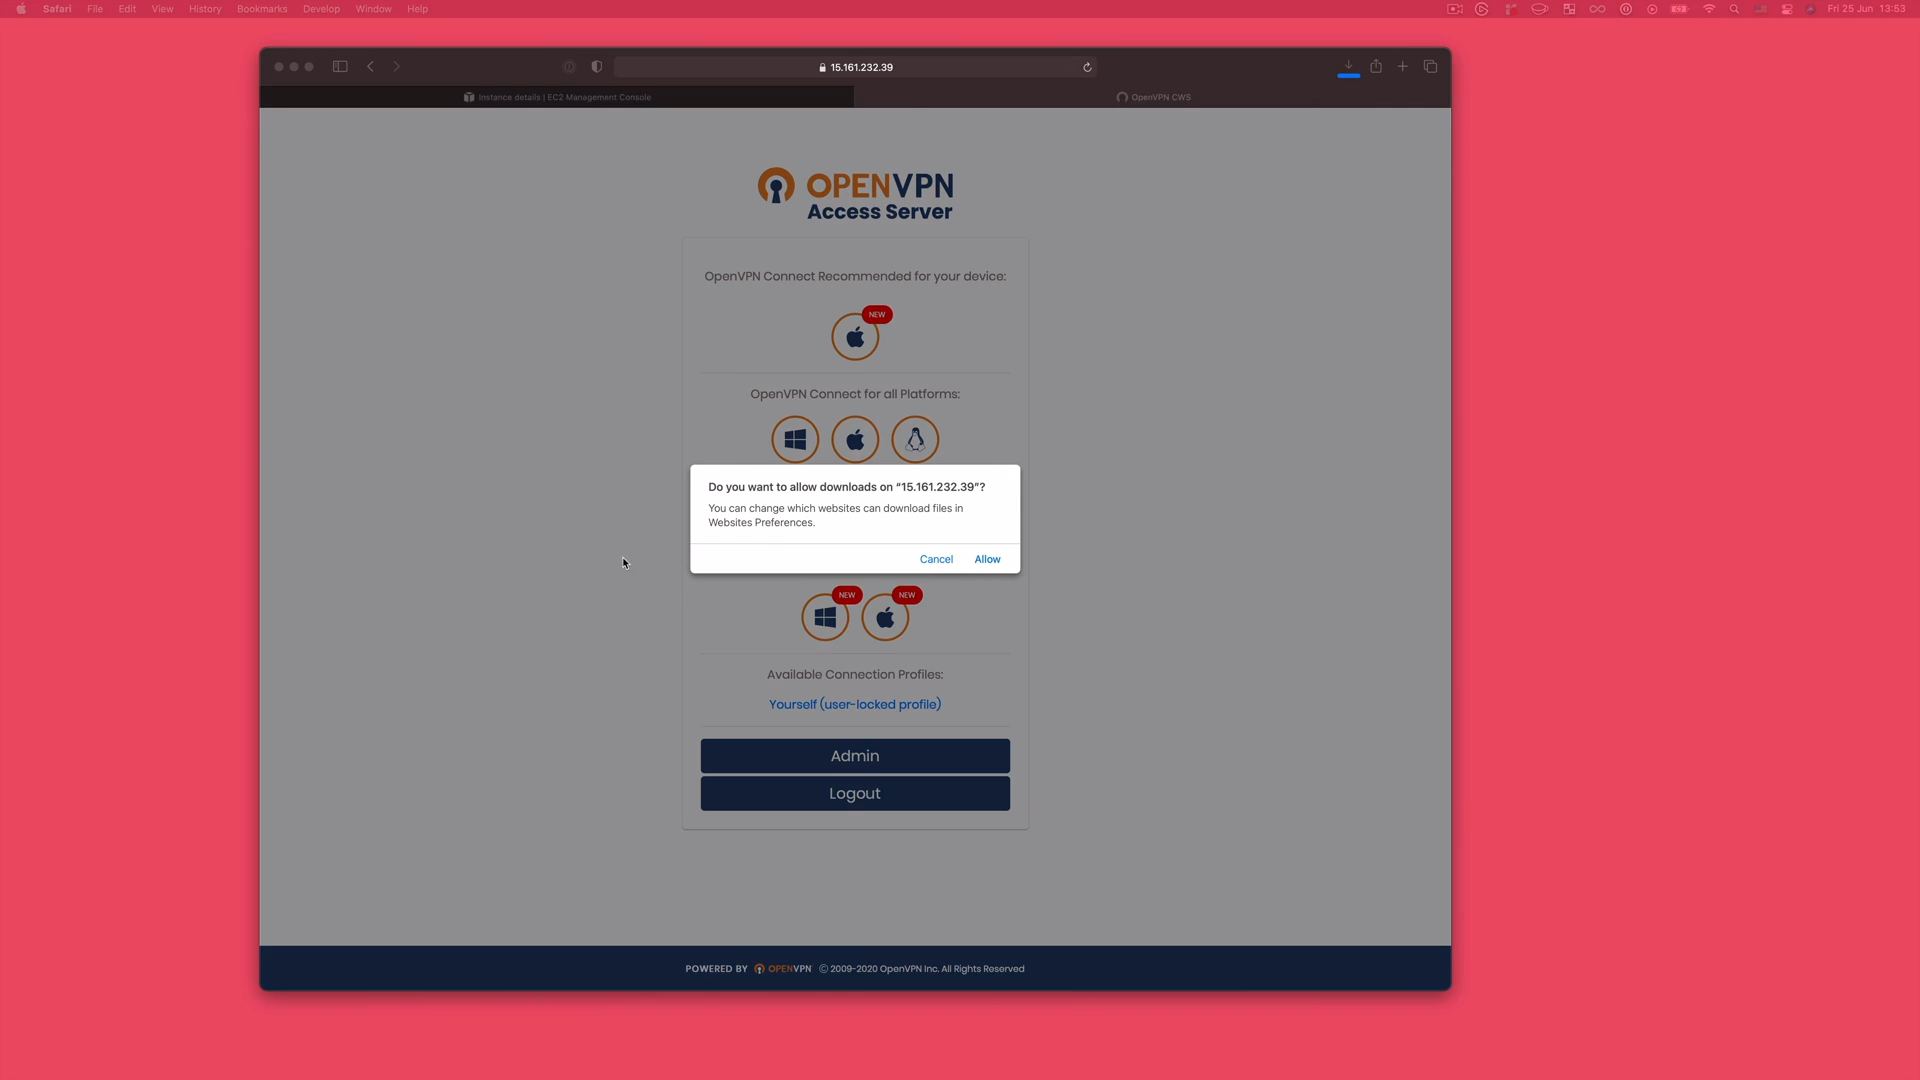 Safari File Edit View History Bookmarks Develop Window Help Fri 25 Jun 13:53
15.161.232.39
Instance details | EC2 Management Console OpenVPN CWS
OPENVPN
Access Server
OpenVPN Connect Recommended for your device:
NEW
OpenVPN Connect for all Platforms:
Do you want to allow downloads on “15.161.232.39”?
You can change which websites can download files in
Websites Preferences.
Cancel Allow
NEW NEW
Available Connection Profiles:
Yourself (user-locked profile)
Admin
Logout
POWERED BY OPENVPN © 2009-2020 OpenVPN Inc. All Rights Reserved